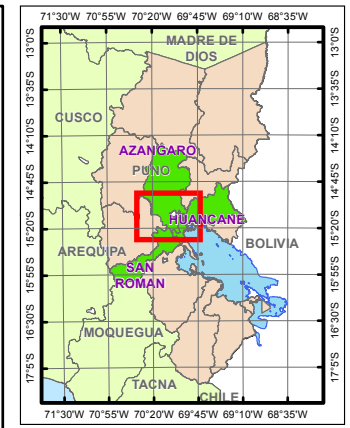 71°30'W 70°55'W 70°20'W 69°45'W 69°10'W 68°35'W
13°0'S 13°0'S
MADRE DE
DIOS
13°35'S 13°35'S
CUSCO
14°10'S 14°10'S
AZANGARO
PUNO
14°45'S 14°45'S
HUANCANE
15°20'S 15°20'S
AREQUIPA
BOLIVIA
SAN
ROMAN
15°55'S 15°55'S
16°30'S 16°30'S
MOQUEGUA
17°5'S 17°5'S
TACNA
CHILE
71°30'W 70°55'W 70°20'W 69°45'W 69°10'W 68°35'W